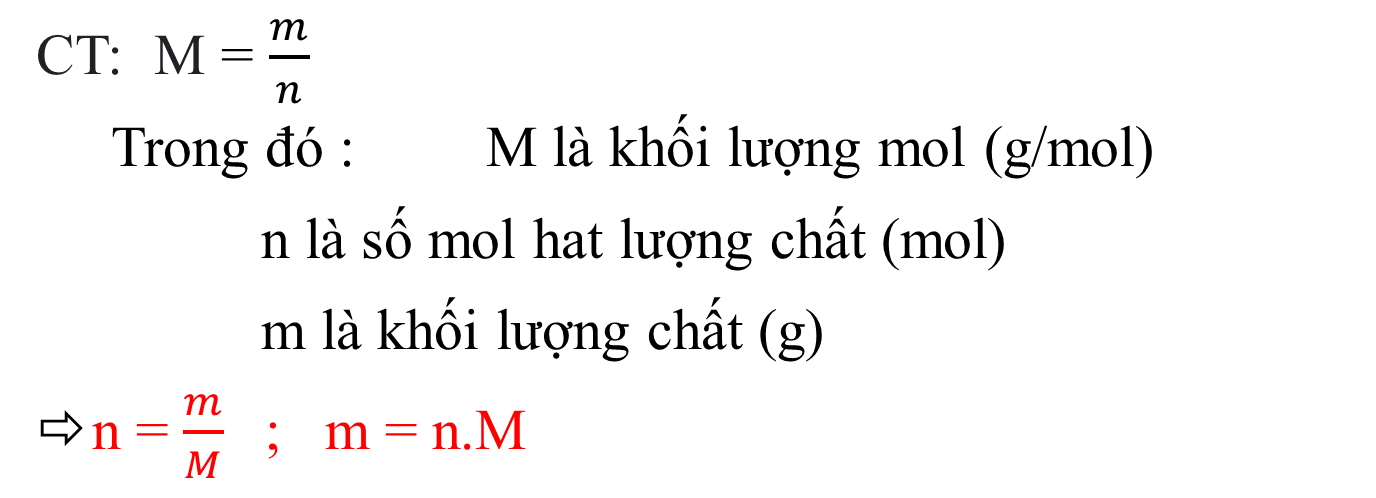 CT: M = m/n
Trong đó : M là khối lượng mol (g/mol)
n là số mol hat lượng chất (mol)
m là khối lượng chất (g)
⇨ n = m/M ; m = n.M